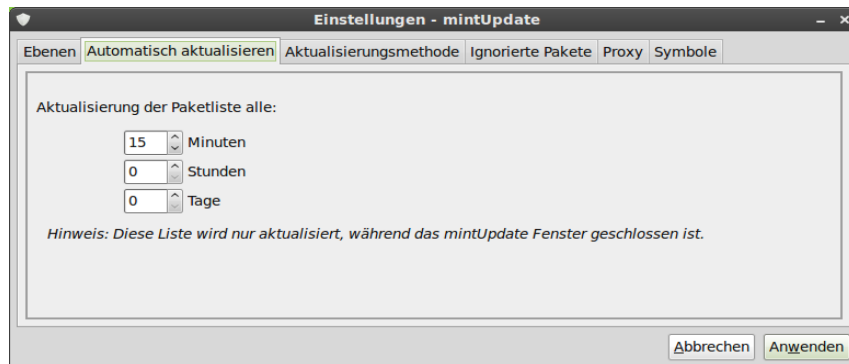 Einstellungen - mintUpdate
Ebenen Automatisch aktualisieren Aktualisierungsmethode Ignorierte Pakete Proxy Symbole
Aktualisierung der Paketliste alle:
15 Minuten
0 Stunden
0 Tage
Hinweis: Diese Liste wird nur aktualisiert, während das mintUpdate Fenster geschlossen ist.
Abbrechen Anwenden